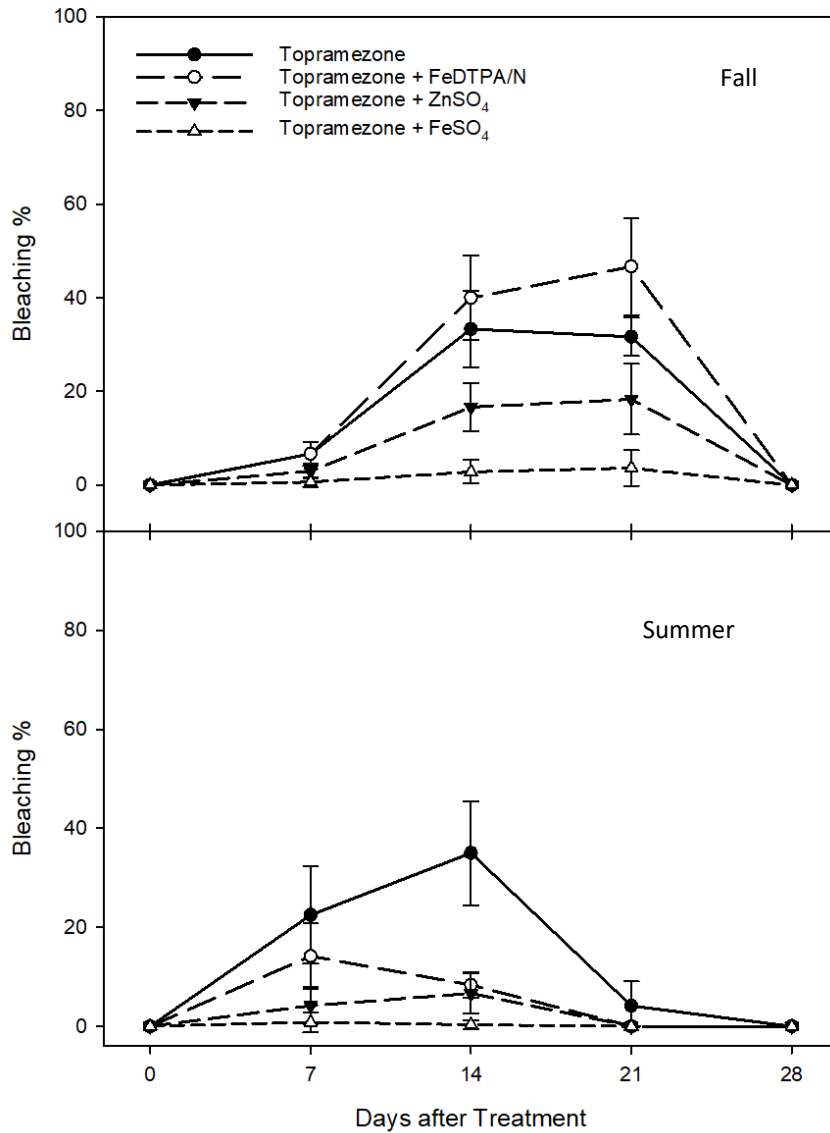 100
80
60
40
20
0
Bleaching %
Topramezone
Topramezone + FeDTPA/N
Topramezone + ZnSO₄
Topramezone + FeSO₄
Fall
100
80
60
40
20
0
Bleaching %
Summer
0 7 14 21 28
Days after Treatment